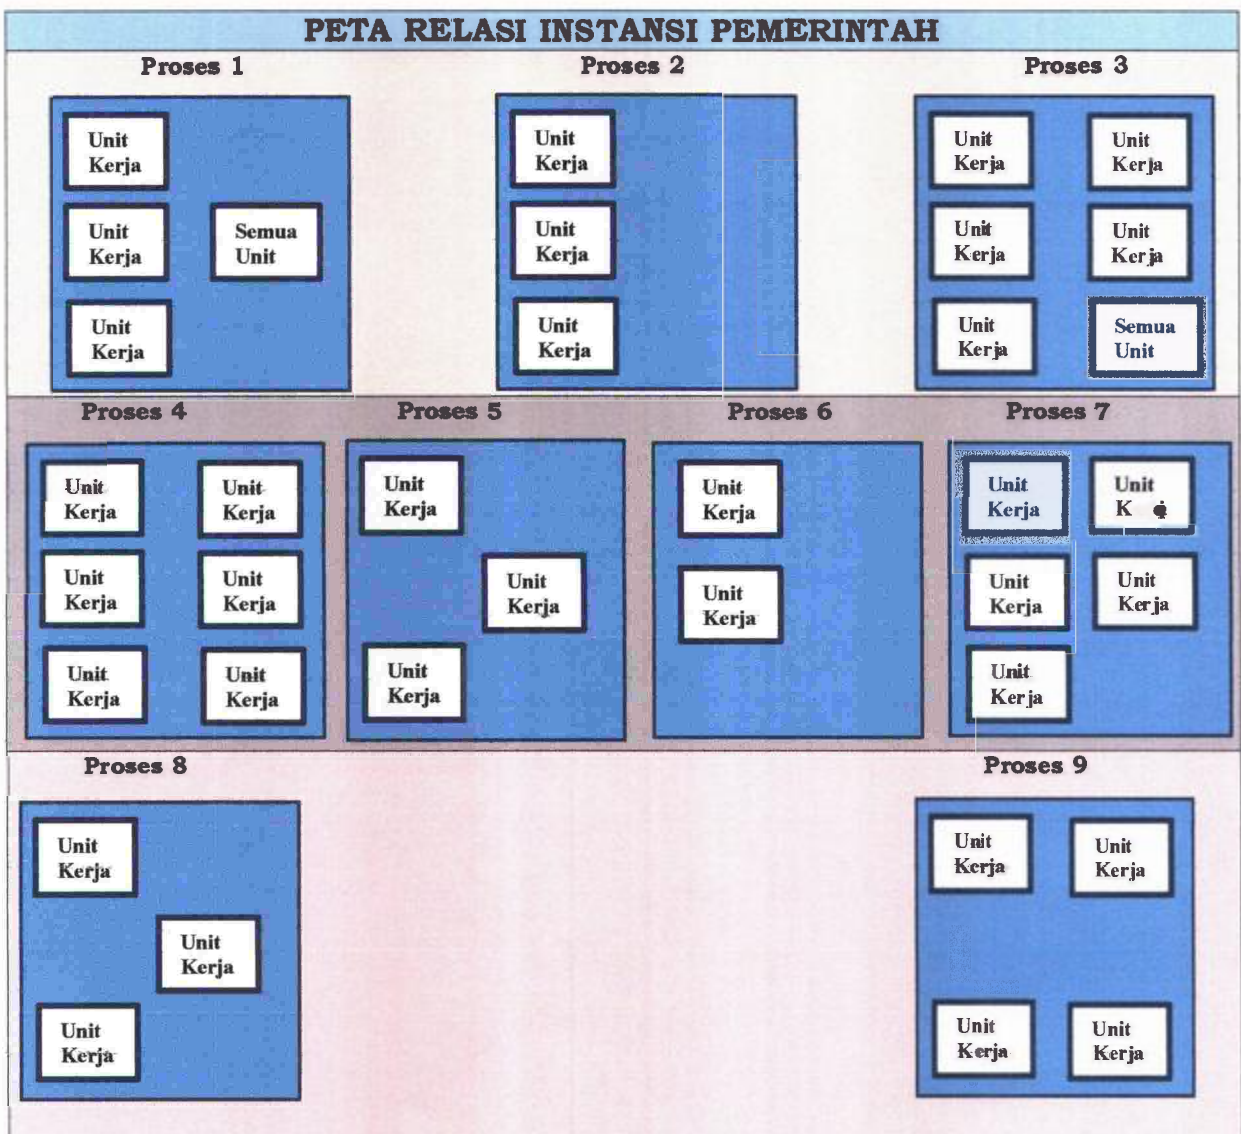 PETA RELASI INSTANSI PEMERINTAH
Proses 1
Unit
Kerja
Unit
Kerja
Semua
Unit
Unit
Kerja
Proses 2
Unit
Kerja
Unit
Kerja
Unit
Kerja
Proses 3
Unit
Kerja
Unit
Kerja
Unit
Kerja
Unit
Kerja
Unit
Kerja
Semua
Unit
Proses 4
Unit
Kerja
Unit
Kerja
Unit
Kerja
Unit
Kerja
Unit
Kerja
Unit
Kerja
Proses 5
Unit
Kerja
Unit
Kerja
Unit
Kerja
Proses 6
Unit
Kerja
Unit
Kerja
Proses 7
Unit
Kerja
Unit
K
Unit
Kerja
Unit
Kerja
Unit
Kerja
Proses 8
Unit
Kerja
Unit
Kerja
Unit
Kerja
Proses 9
Unit
Kerja
Unit
Kerja
Unit
Kerja
Unit
Kerja